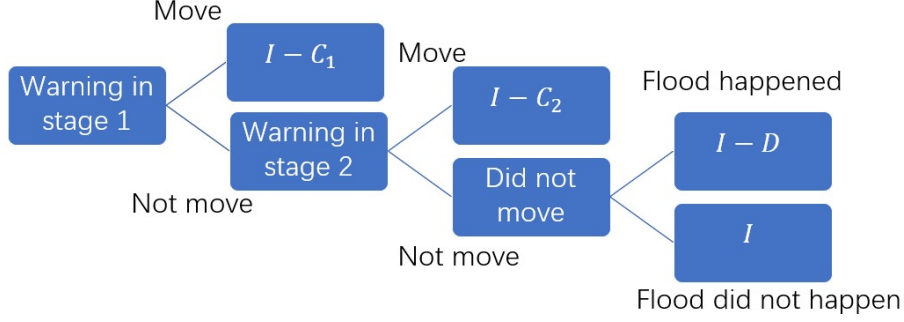 Move
I − C₁
Move
Warning in
stage 1
Flood happened
I − C₂
Warning in
stage 2
I − D
Did not
move
Not move
I
Not move
Flood did not happen